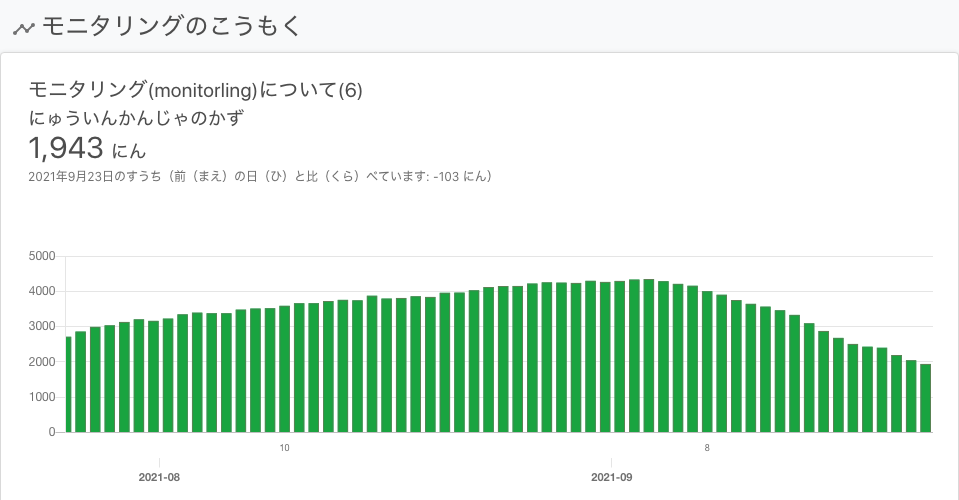 モニタリングのこうもく
モニタリング(monitorling)について(6)
にゅういんかんじゃのかず
1,943 にん
2021年9月23日のすうち（前（まえ）の日（ひ）と比（くら）べています: -103 にん）
5000
4000
3000
2000
1000
0
10
8
2021-08
2021-09